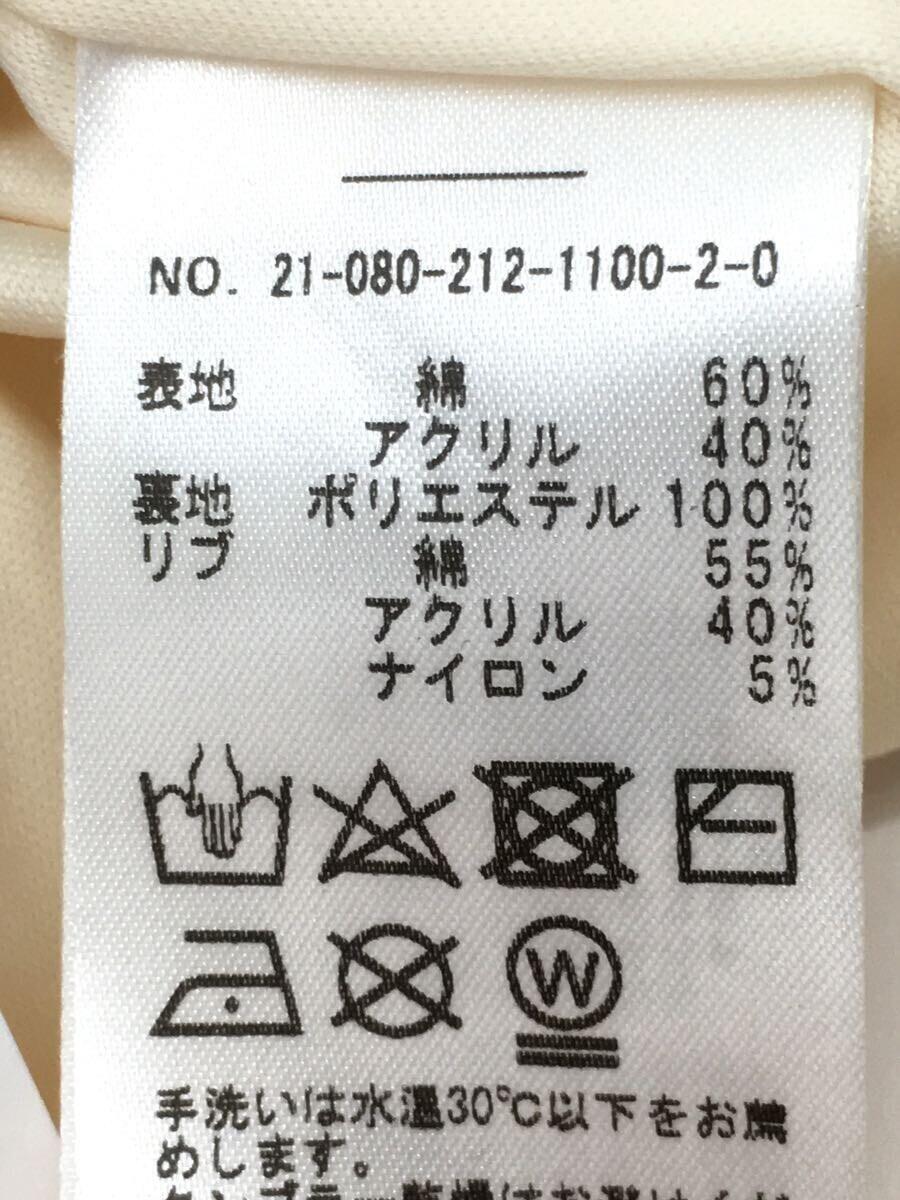 NO. 21-080-212-1100-2-0
表地 綿 60%
アクリル 40%
裏地 ポリエステル 100%
リブ 綿 55%
アクリル 40%
ナイロン 5%
W
手洗いは水温30℃以下をお薦
めします。